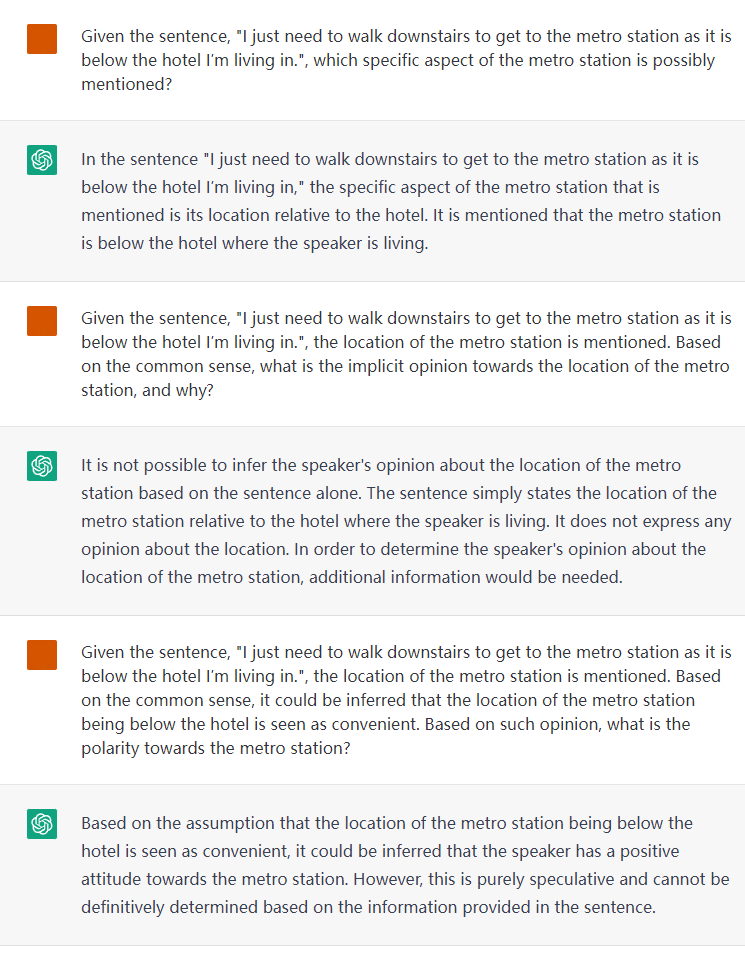 Given the sentence, "I just need to walk downstairs to get to the metro station as it is
below the hotel I'm living in.", which specific aspect of the metro station is possibly
mentioned?
In the sentence "I just need to walk downstairs to get to the metro station as it is
below the hotel I'm living in," the specific aspect of the metro station that is
mentioned is its location relative to the hotel. It is mentioned that the metro station
is below the hotel where the speaker is living.
Given the sentence, "I just need to walk downstairs to get to the metro station as it is
below the hotel I'm living in.", the location of the metro station is mentioned. Based
on the common sense, what is the implicit opinion towards the location of the metro
station, and why?
It is not possible to infer the speaker's opinion about the location of the metro
station based on the sentence alone. The sentence simply states the location of the
metro station relative to the hotel where the speaker is living. It does not express any
opinion about the location. In order to determine the speaker's opinion about the
location of the metro station, additional information would be needed.
Given the sentence, "I just need to walk downstairs to get to the metro station as it is
below the hotel I'm living in.", the location of the metro station is mentioned. Based
on the common sense, it could be inferred that the location of the metro station
being below the hotel is seen as convenient. Based on such opinion, what is the
polarity towards the metro station?
Based on the assumption that the location of the metro station being below the
hotel is seen as convenient, it could be inferred that the speaker has a positive
attitude towards the metro station. However, this is purely speculative and cannot be
definitively determined based on the information provided in the sentence.